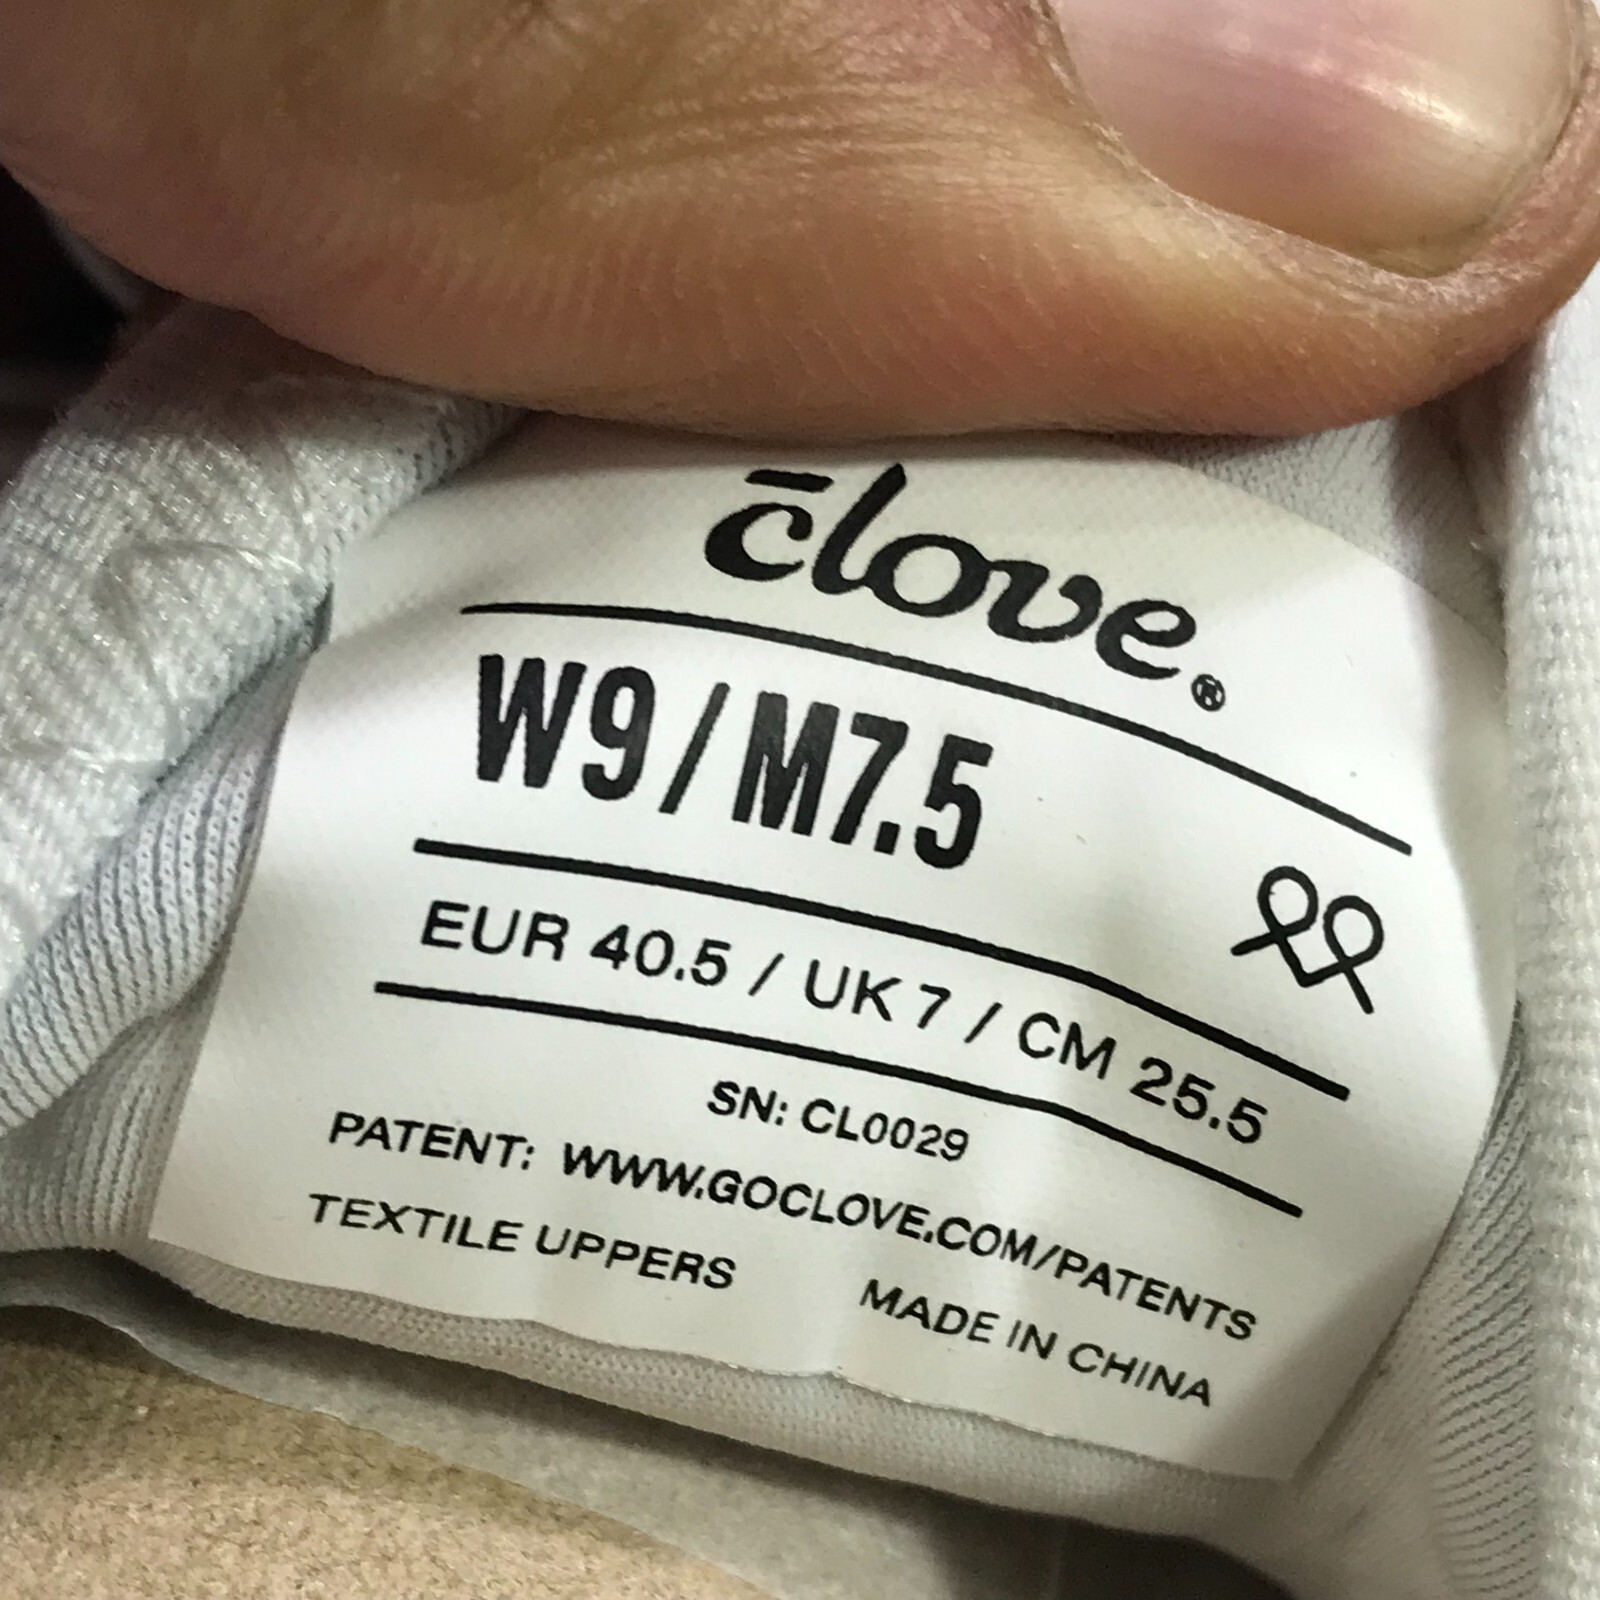 c̄love®
W9/M7.5
EUR 40.5 / UK 7 / CM 25.5
SN: CL0029
PATENT: WWW.GOCLOVE.COM/PATENTS
TEXTILE UPPERS MADE IN CHINA